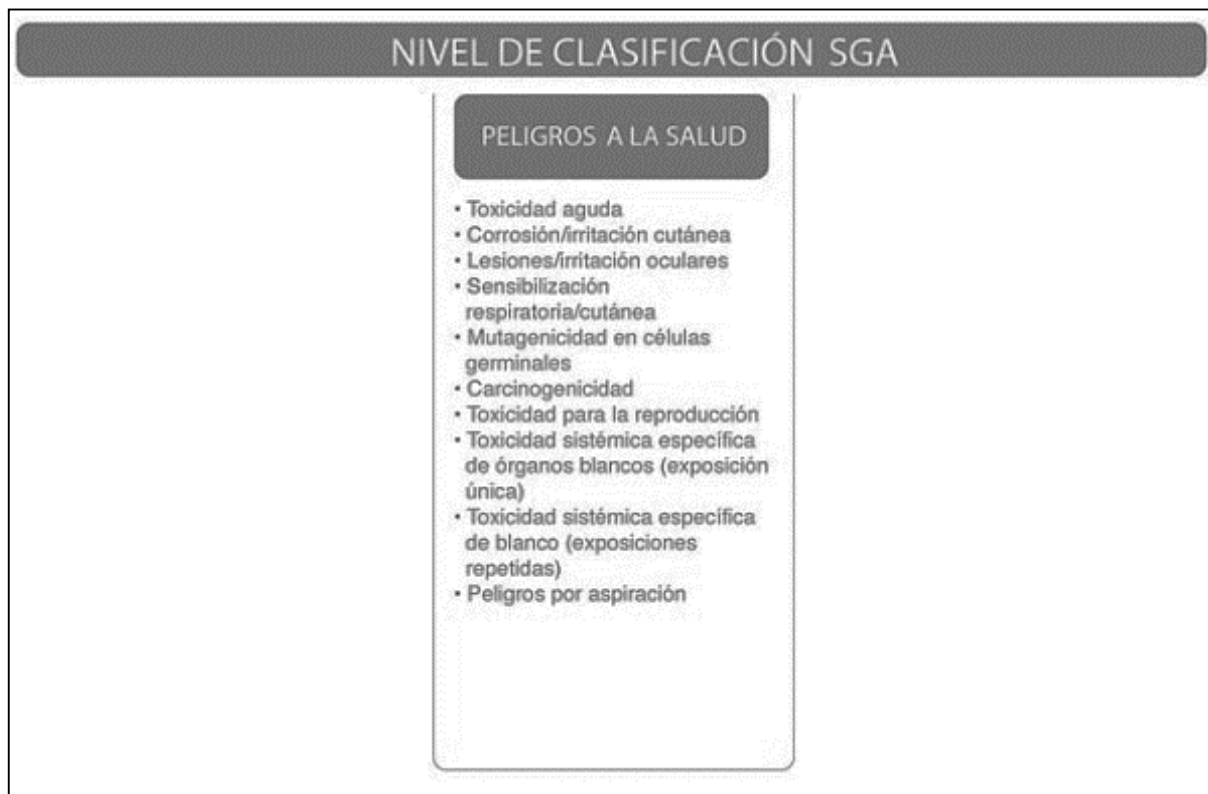 NIVEL DE CLASIFICACIÓN SGA
PELIGROS A LA SALUD
• Toxicidad aguda
• Corrosión/irritación cutánea
• Lesiones/irritación oculares
• Sensibilización
respiratoria/cutánea
• Mutagenicidad en células
germinales
• Carcinogenicidad
• Toxicidad para la reproducción
• Toxicidad sistémica específica
de órganos blancos (exposición
única)
• Toxicidad sistémica específica
de blanco (exposiciones
repetidas)
• Peligros por aspiración